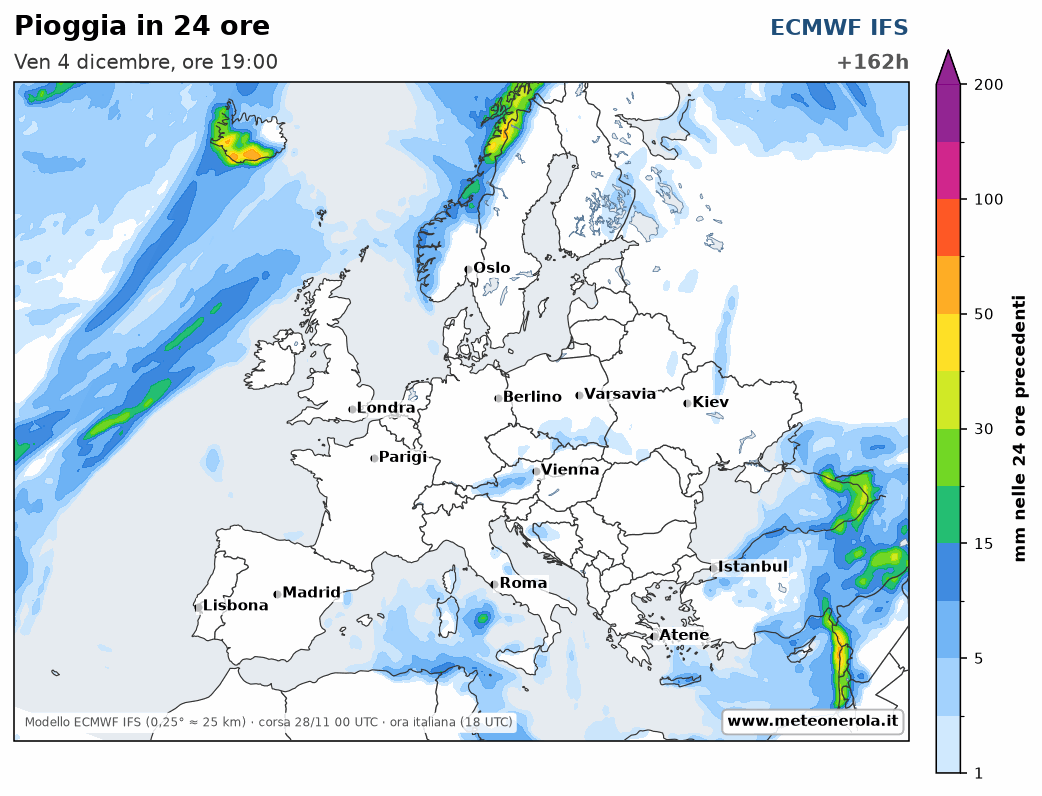 Pioggia in 24 ore
ECMWF IFS
Ven 4 dicembre, ore 19:00
+162h
200
100
50
30
15
5
1
mm nelle 24 ore precedenti
Oslo
Berlino
Varsavia
Kiev
Londra
Parigi
Vienna
Istanbul
Roma
Madrid
Lisbona
Atene
Modello ECMWF IFS (0,25° ≈ 25 km) · corsa 28/11 00 UTC · ora italiana (18 UTC)
www.meteonerola.it